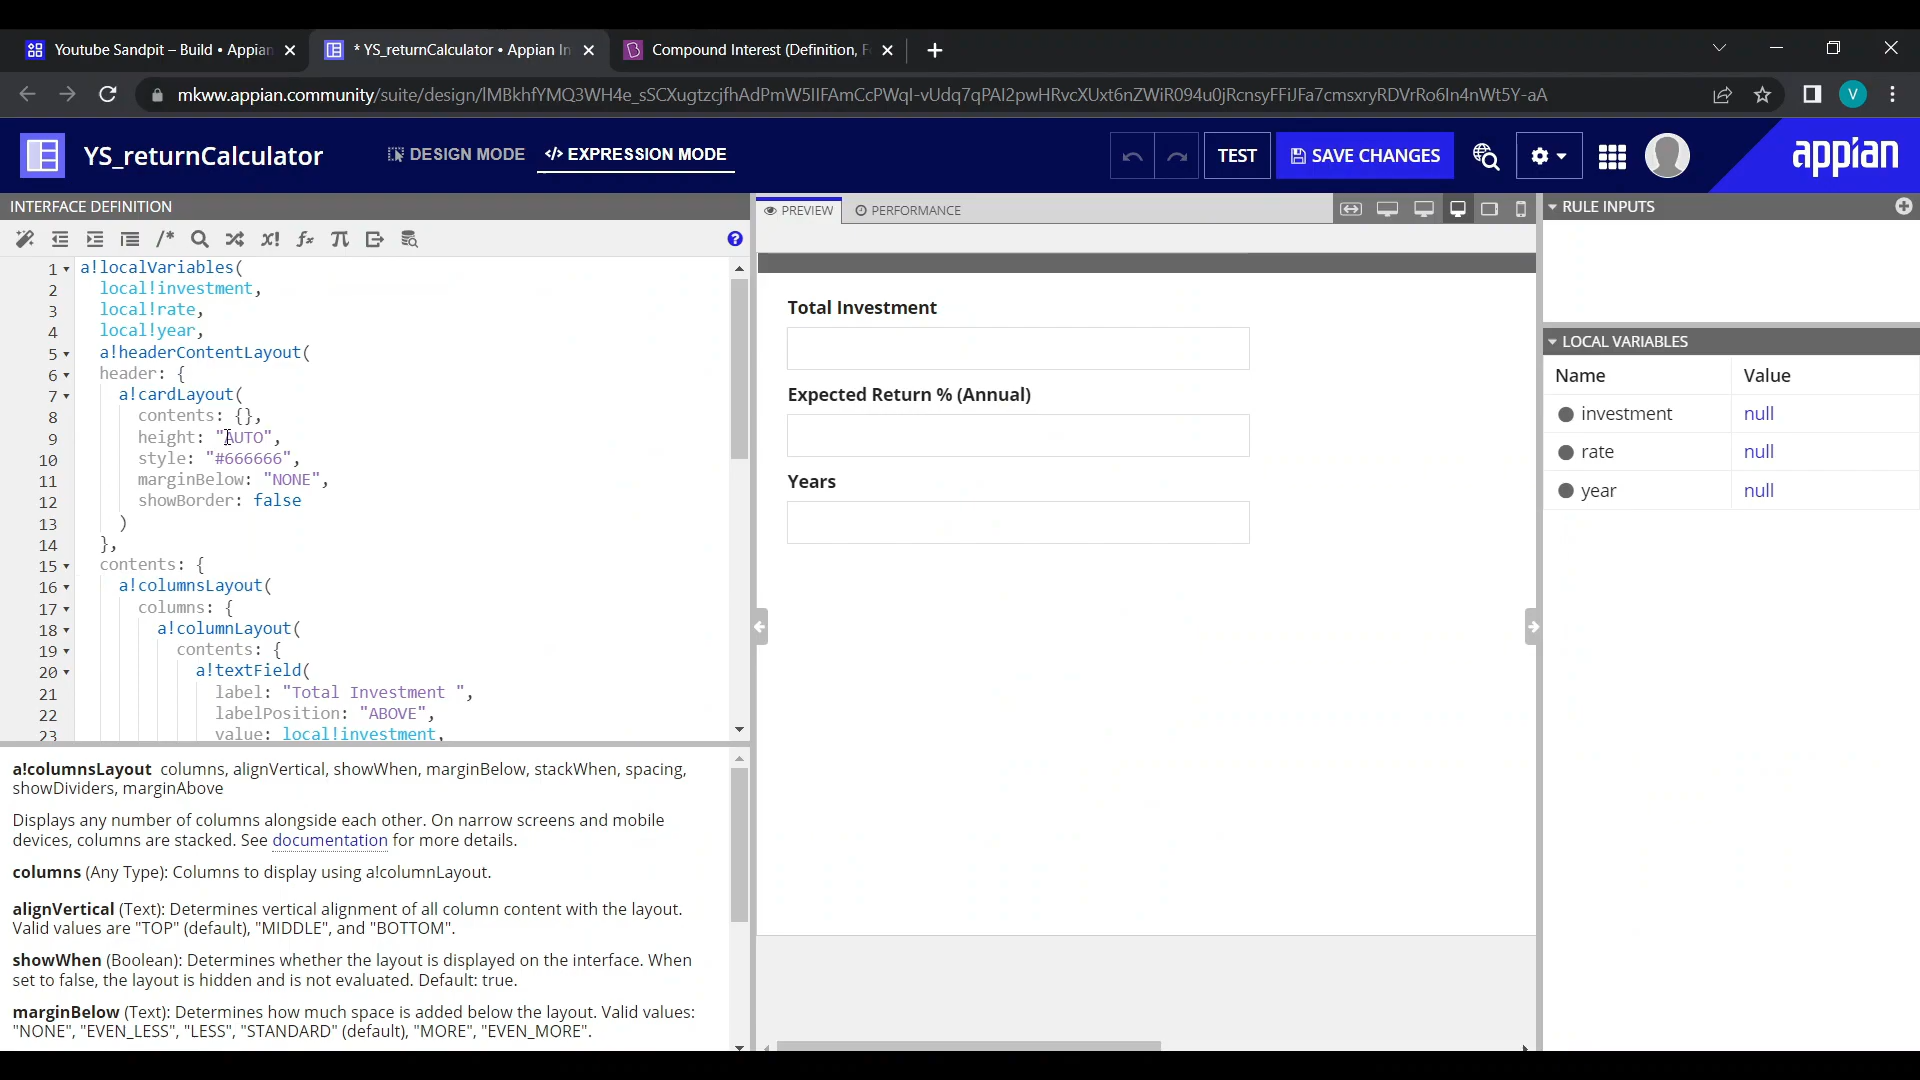 Youtube Sandpit – Build • Appian
* YS_returnCalculator • Appian In
Compound Interest (Definition, F
mkww.appian.community/suite/design/
V
YS_returnCalculator
DESIGN MODE
</> EXPRESSION MODE
TEST
SAVE CHANGES
appian
INTERFACE DEFINITION
PREVIEW
PERFORMANCE
RULE INPUTS
1 a!localVariables(
2 local!investment,
3 local!rate,
4 local!year,
5 a!headerContentLayout(
6 header: {
7 a!cardLayout(
8 contents: {},
9 height: "AUTO",
10 style: "#666666",
11 marginBelow: "NONE",
12 showBorder: false
13 )
14 },
15 contents: {
16 a!columnsLayout(
17 columns: {
18 a!columnLayout(
19 contents: {
20 a!textField(
21 label: "Total Investment ",
22 labelPosition: "ABOVE",
23 value: local!investment,
a!columnsLayout columns, alignVertical, showWhen, marginBelow, stackWhen, spacing,
showDividers, marginAbove
Displays any number of columns alongside each other. On narrow screens and mobile
devices, columns are stacked. See documentation for more details.
columns (Any Type): Columns to display using a!columnLayout.
alignVertical (Text): Determines vertical alignment of all column content with the layout.
Valid values are "TOP" (default), "MIDDLE", and "BOTTOM".
showWhen (Boolean): Determines whether the layout is displayed on the interface. When
set to false, the layout is hidden and is not evaluated. Default: true.
marginBelow (Text): Determines how much space is added below the layout. Valid values:
"NONE", "EVEN_LESS", "LESS", "STANDARD" (default), "MORE", "EVEN_MORE".
Total Investment
Expected Return % (Annual)
Years
LOCAL VARIABLES
Name Value
investment null
rate null
year null